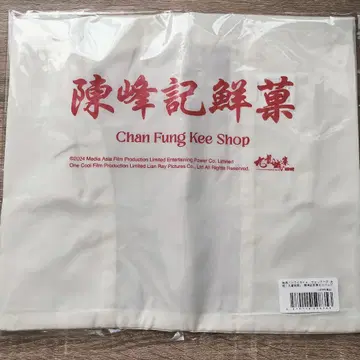 陳峰記鮮菓
Chan Fung Kee Shop
©2024 Media Asia Film Production Limited Entertaining Power Co. Limited
One Cool Film Production Limited Lian Ray Pictures Co., Ltd All Rights Reserved.